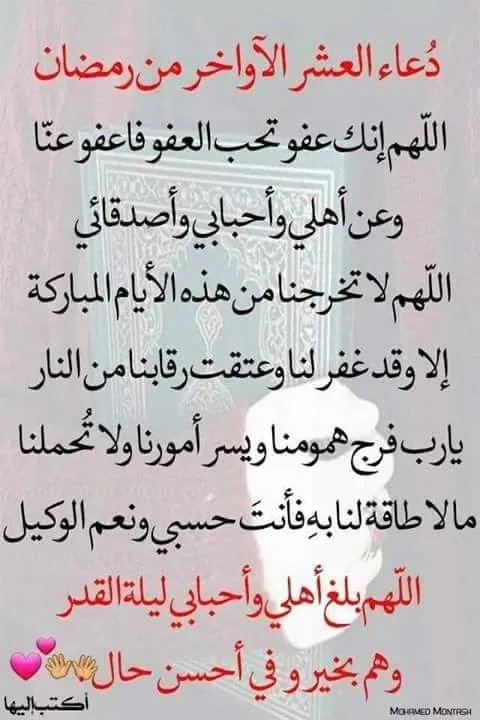 دُعاء العشر الآواخر من رمضان
اللّهم إنك عفو تحب العفو فاعفو عنّا
وعن أهلي وأحبابي وأصدقائي
اللّهم لا تخرجنا من هذه الأيام المباركة
إلا وقد غفر لنا وعتقت رقابنا من النار
يارب فرج همومنا ويسر أمورنا ولا تُحملنا
مالا طاقة لنا بهِ فأنتَ حسبي ونعم الوكيل
اللّهم بلغ أهلي وأحبابي ليلة القدر
وهم بخير و في أحسن حال 👐💕
أكتب إليها
MOHAMED MONTASH